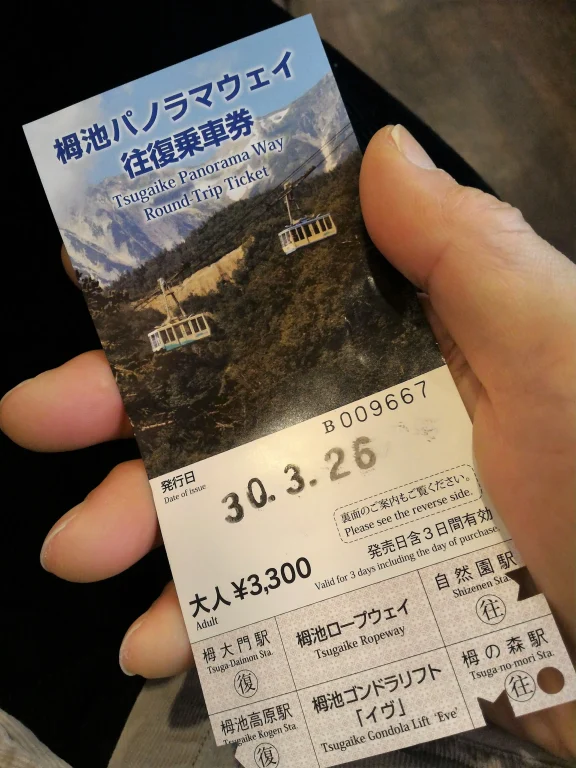 栂池パノラマウェイ
往復乗車券
Tsugaike Panorama Way
Round-Trip Ticket
B009667
発行日
Date of issue
30.3.26
裏面のご案内もご覧ください。
Please see the reverse side.
発売日含3日間有効
Valid for 3 days including the day of purchase.
大人 ¥3,300
Adult
栂大門駅
Tsuga-Daimon Sta.
復
栂池ロープウェイ
Tsugaike Ropeway
自然園駅
Shizenen Sta.
往
栂池高原駅
Tsugaike Kogen Sta.
復
栂池ゴンドラリフト
「イヴ」
Tsugaike Gondola Lift 'Eve'
栂の森駅
Tsuga-no-mori Sta.
往